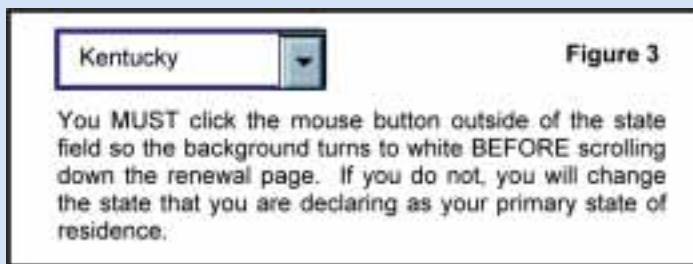 Kentucky
Figure 3
You MUST click the mouse button outside of the state
field so the background turns to white BEFORE scrolling
down the renewal page. If you do not, you will change
the state that you are declaring as your primary state of
residence.